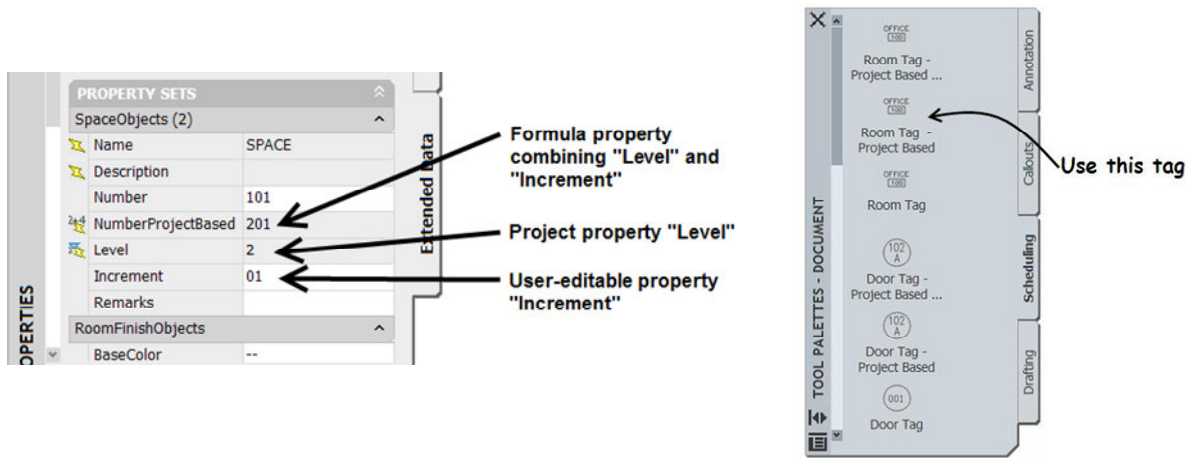 PROPERTY SETS
SpaceObjects (2)
Name SPACE
Description
Number 101
NumberProjectBased 201
Level 2
Increment 01
Remarks
RoomFinishObjects
BaseColor --
OPERTIES
Extended Data
Formula property
combining "Level" and
"Increment"
Project property "Level"
User-editable property
"Increment"
OFFICE
100
Room Tag -
Project Based ...
OFFICE
100
Room Tag -
Project Based
OFFICE
100
Room Tag
102
A
Door Tag -
Project Based ...
102
A
Door Tag -
Project Based
001
Door Tag
TOOL PALETTES - DOCUMENT
Annotation
Callouts
Scheduling
Drafting
Use this tag